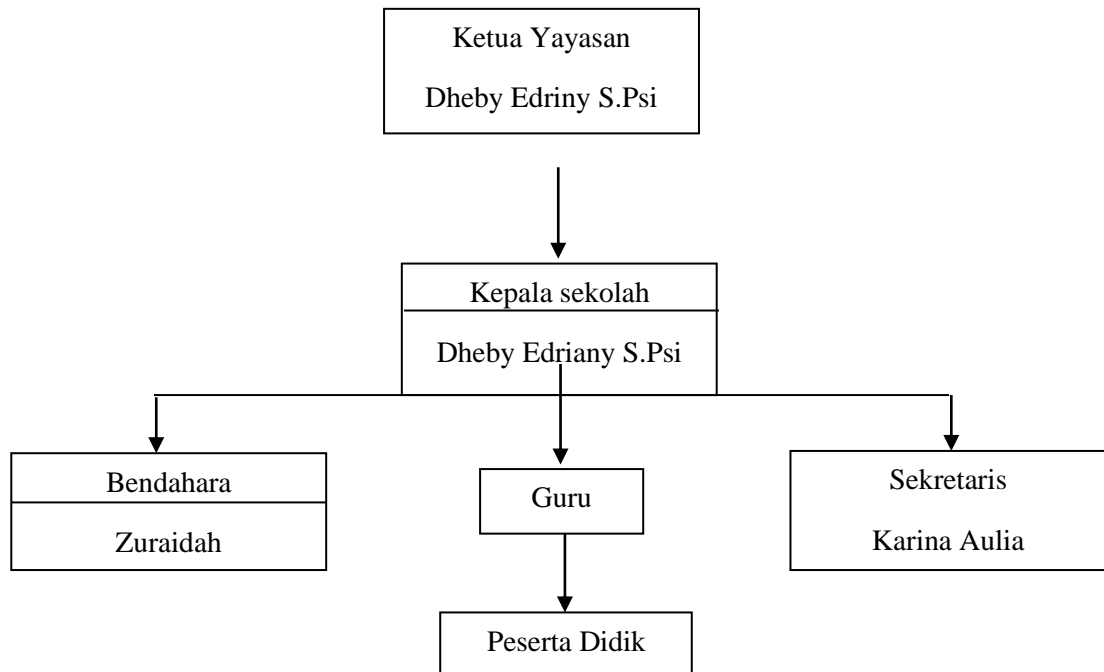 Ketua Yayasan
Dheby Edriny S.Psi
Kepala sekolah
Dheby Edriany S.Psi
Bendahara
Zuraidah
Guru
Sekretaris
Karina Aulia
Peserta Didik